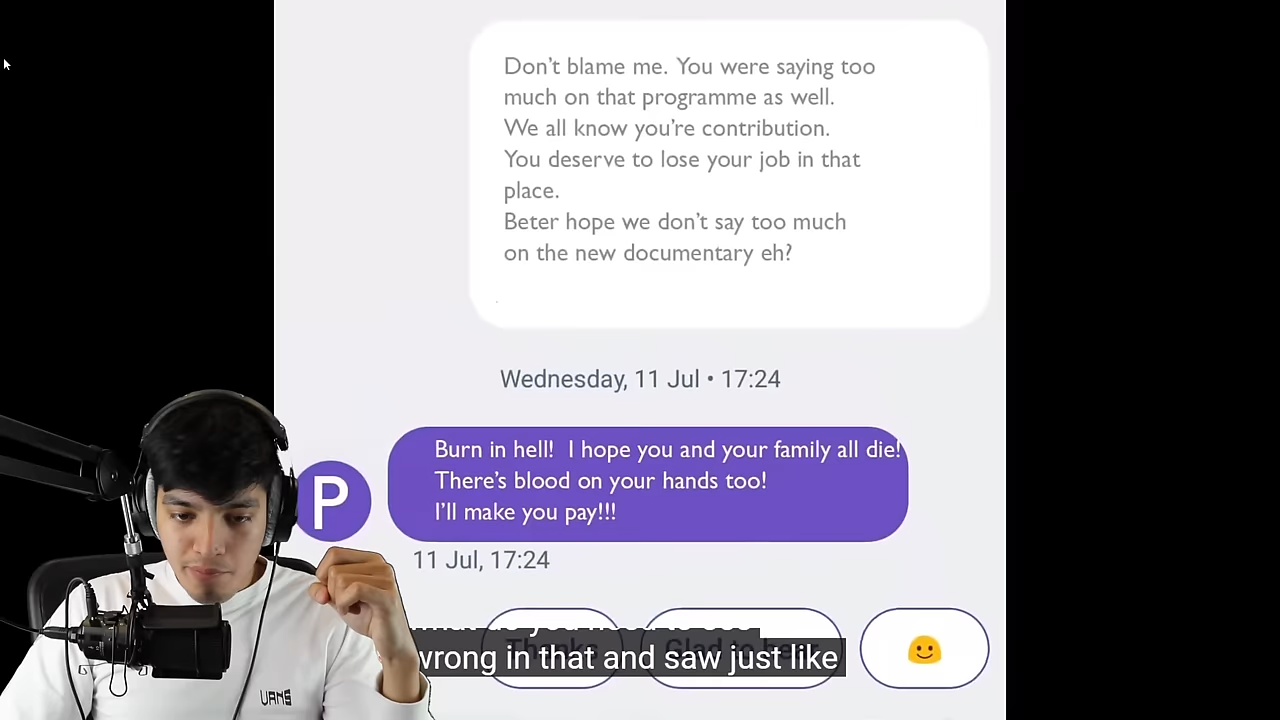 Don't blame me. You were saying too
much on that programme as well.
We all know you're contribution.
You deserve to lose your job in that
place.
Beter hope we don't say too much
on the new documentary eh?
Wednesday, 11 Jul • 17:24
Burn in hell!  I hope you and your family all die!
There's blood on your hands too!
I'll make you pay!!!
P
11 Jul, 17:24
wrong in that and saw just like
VANS